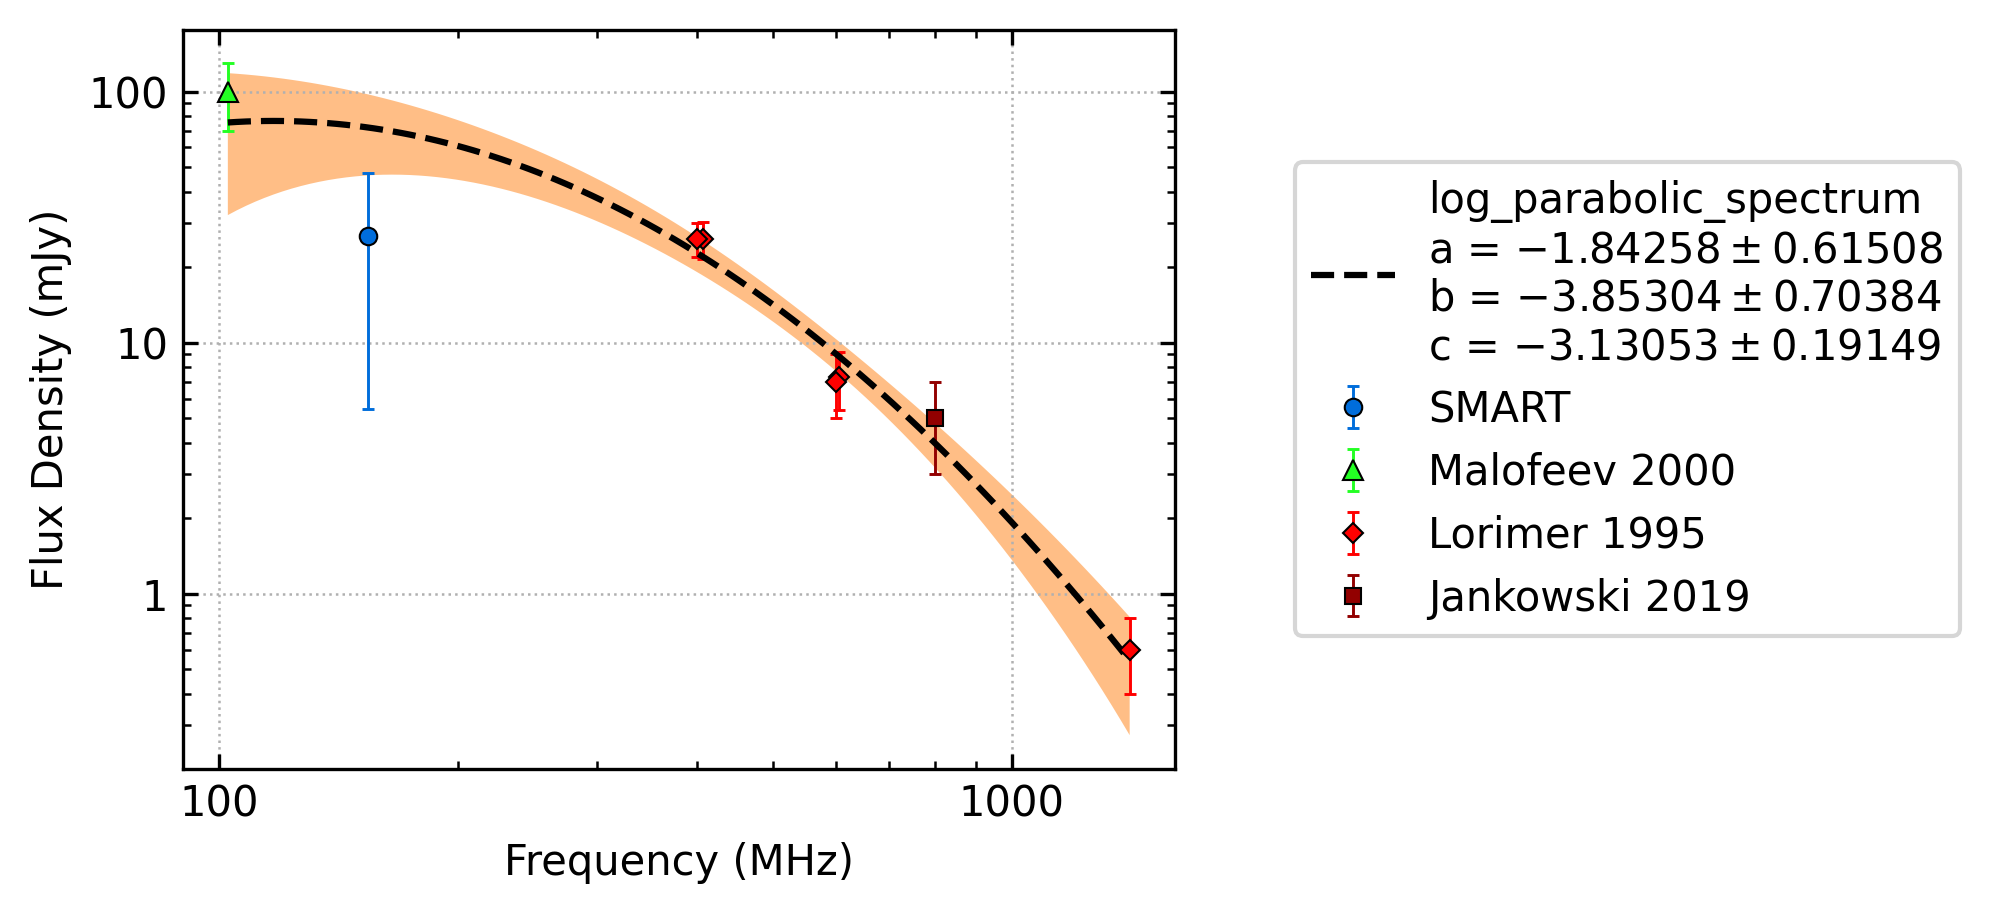 100
10
1
Flux Density (mJy)
100
1000
Frequency (MHz)
log_parabolic_spectrum
a = −1.84258 ± 0.61508
b = −3.85304 ± 0.70384
c = −3.13053 ± 0.19149
SMART
Malofeev 2000
Lorimer 1995
Jankowski 2019